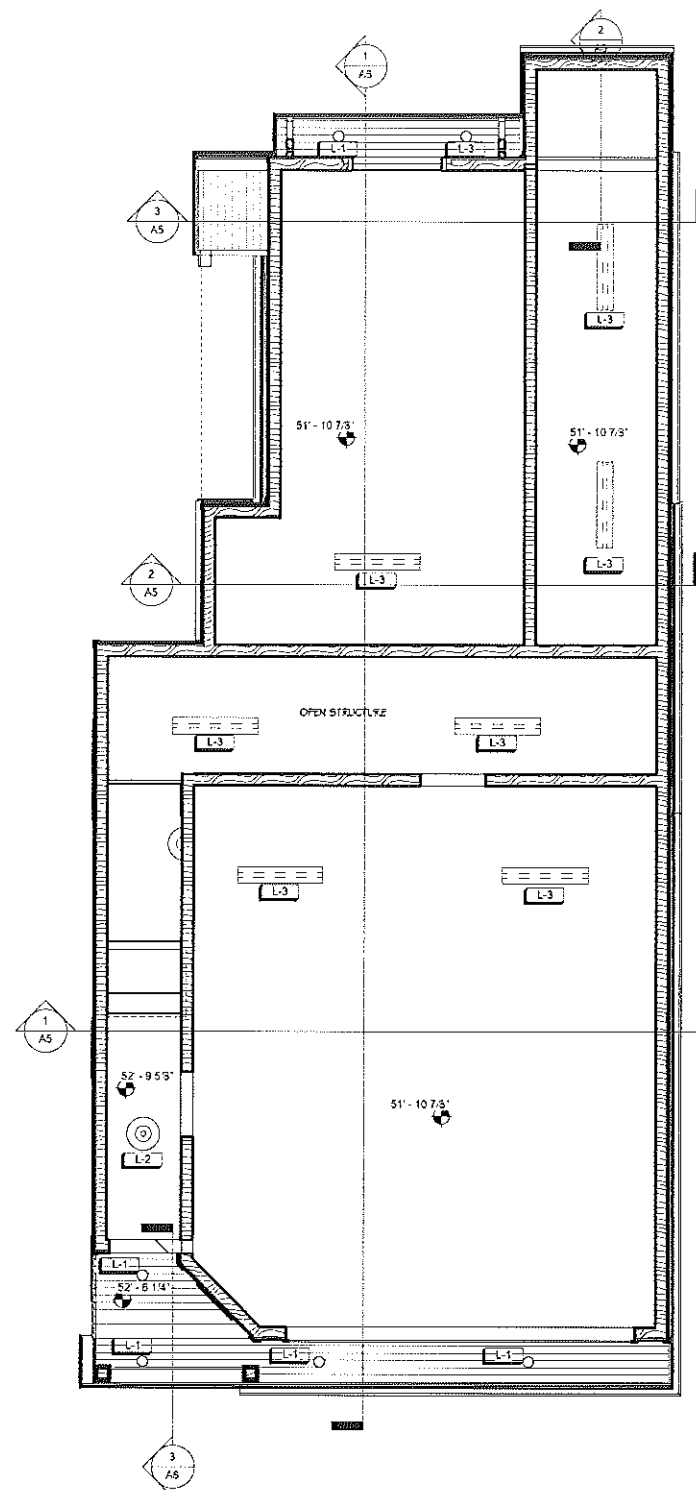 1
A5
2
A5
L-1
L-3
3
A5
L-3
51' - 10 7/8"
51' - 10 7/8"
L-3
L-3
2
A5
OPEN STRUCTURE
L-3
L-3
L-3
L-3
1
A5
52' - 9 5/8"
51' - 10 7/8"
L-2
L-1
52' - 6 1/4"
L-1
L-1
L-1
3
A6